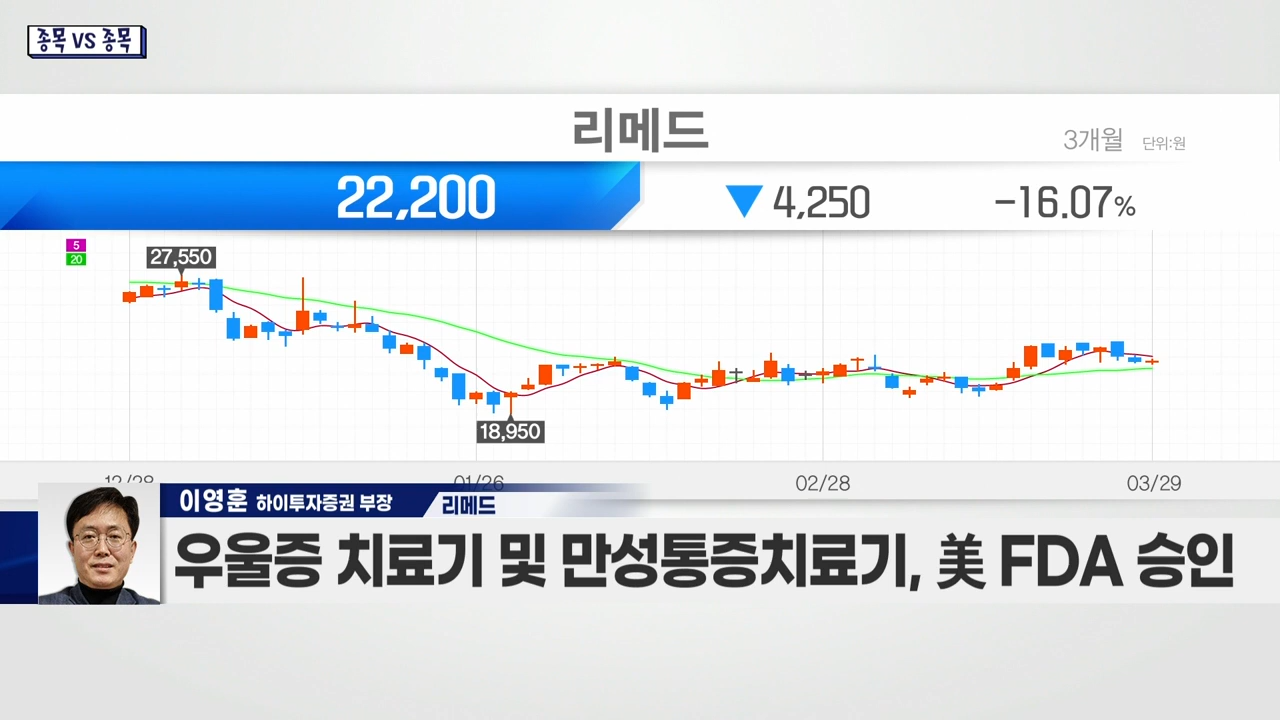 종목 VS 종목
리메드
3개월 단위:원
22,200 ▼ 4,250 -16.07%
5
20
27,550
18,950
12/28 01/26 02/28 03/29
이영훈 하이투자증권 부장 리메드
우울증 치료기 및 만성통증치료기, 美 FDA 승인